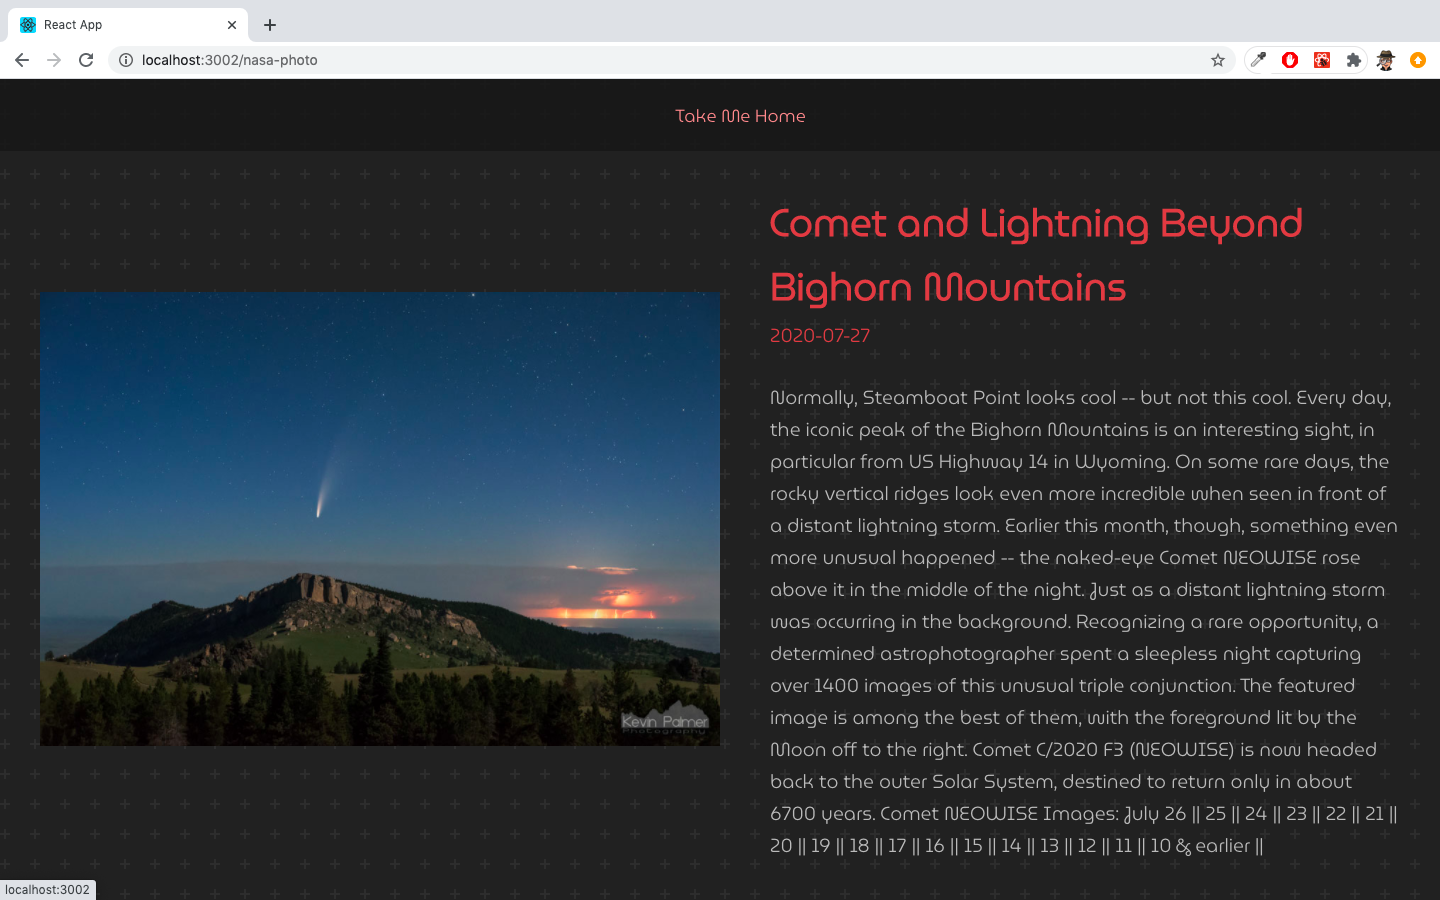 React App
localhost:3002/nasa-photo
Take Me Home
Comet and Lightning Beyond
Bighorn Mountains
2020-07-27
Normally, Steamboat Point looks cool -- but not this cool. Every day,
the iconic peak of the Bighorn Mountains is an interesting sight, in
particular from US Highway 14 in Wyoming. On some rare days, the
rocky vertical ridges look even more incredible when seen in front of
a distant lightning storm. Earlier this month, though, something even
more unusual happened -- the naked-eye Comet NEOWISE rose
above it in the middle of the night. Just as a distant lightning storm
was occurring in the background. Recognizing a rare opportunity, a
determined astrophotographer spent a sleepless night capturing
over 1400 images of this unusual triple conjunction. The featured
image is among the best of them, with the foreground lit by the
Moon off to the right. Comet C/2020 F3 (NEOWISE) is now headed
back to the outer Solar System, destined to return only in about
6700 years. Comet NEOWISE Images: July 26 || 25 || 24 || 23 || 22 || 21 ||
20 || 19 || 18 || 17 || 16 || 15 || 14 || 13 || 12 || 11 || 10 & earlier ||
Kevin Palmer
Photography
localhost:3002